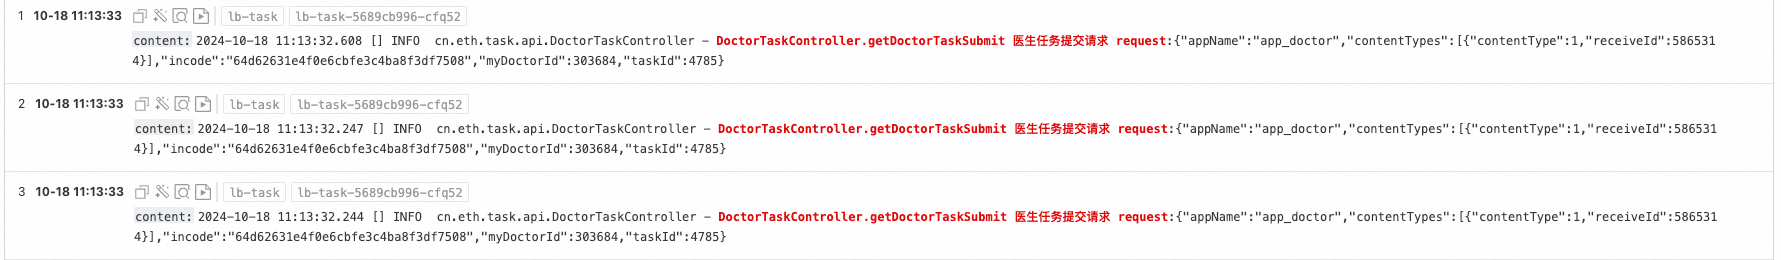 1 10-18 11:13:33 lb-task lb-task-5689cb996-cfq52
content: 2024-10-18 11:13:32.608 [] INFO cn.eth.task.api.DoctorTaskController - DoctorTaskController.getDoctorTaskSubmit 医生任务提交请求 request:{"appName":"app_doctor","contentTypes":[{"contentType":1,"receiveId":586531
4}],"incode":"64d62631e4f0e6cbfe3c4ba8f3df7508","myDoctorId":303684,"taskId":4785}
2 10-18 11:13:33 lb-task lb-task-5689cb996-cfq52
content: 2024-10-18 11:13:32.247 [] INFO cn.eth.task.api.DoctorTaskController - DoctorTaskController.getDoctorTaskSubmit 医生任务提交请求 request:{"appName":"app_doctor","contentTypes":[{"contentType":1,"receiveId":586531
4}],"incode":"64d62631e4f0e6cbfe3c4ba8f3df7508","myDoctorId":303684,"taskId":4785}
3 10-18 11:13:33 lb-task lb-task-5689cb996-cfq52
content: 2024-10-18 11:13:32.244 [] INFO cn.eth.task.api.DoctorTaskController - DoctorTaskController.getDoctorTaskSubmit 医生任务提交请求 request:{"appName":"app_doctor","contentTypes":[{"contentType":1,"receiveId":586531
4}],"incode":"64d62631e4f0e6cbfe3c4ba8f3df7508","myDoctorId":303684,"taskId":4785}